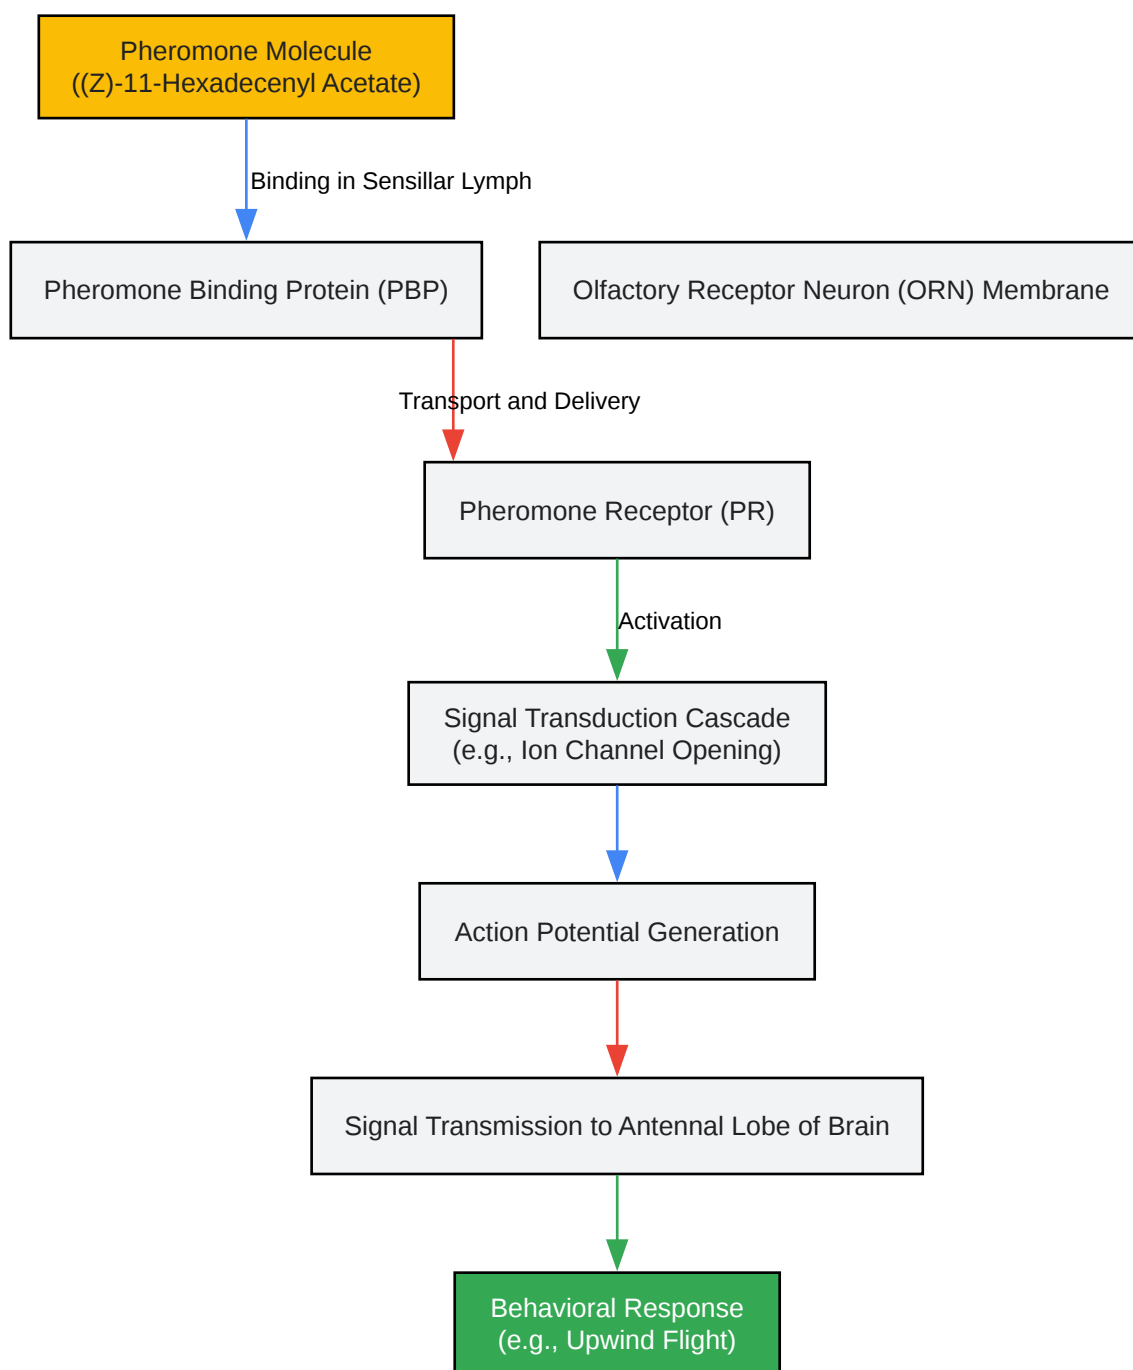 Pheromone Molecule
((Z)-11-Hexadecenyl Acetate)
Binding in Sensillar Lymph
Pheromone Binding Protein (PBP)
Olfactory Receptor Neuron (ORN) Membrane
Transport and Delivery
Pheromone Receptor (PR)
Activation
Signal Transduction Cascade
(e.g., Ion Channel Opening)
Action Potential Generation
Signal Transmission to Antennal Lobe of Brain
Behavioral Response
(e.g., Upwind Flight)